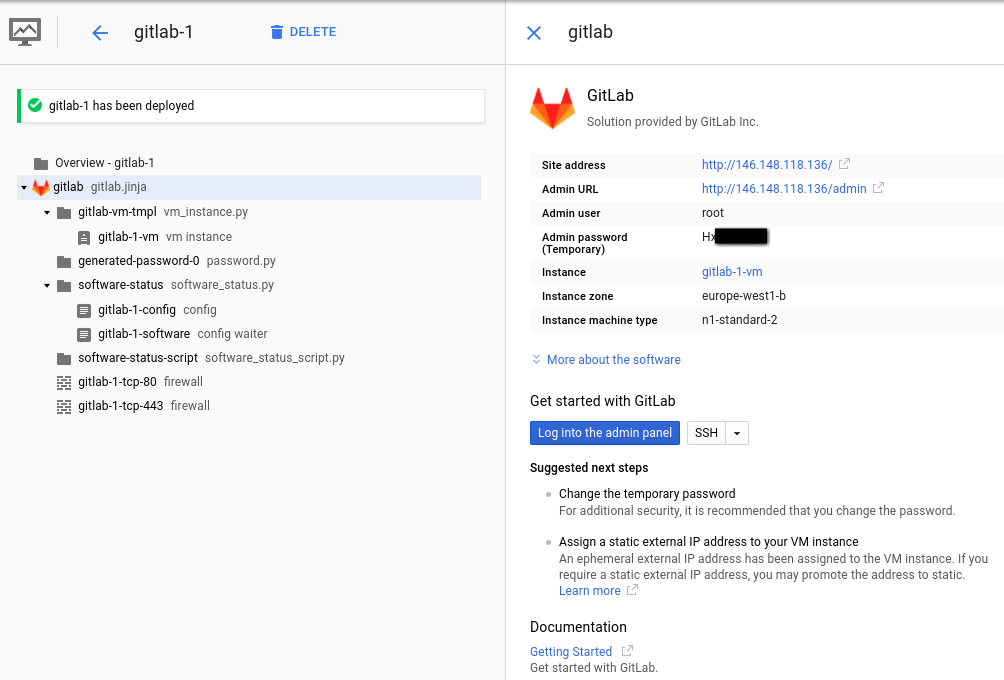 gitlab-1
DELETE
gitlab-1 has been deployed
Overview - gitlab-1
gitlab gitlab.jinja
gitlab-vm-tmpl vm_instance.py
gitlab-1-vm vm instance
generated-password-0 password.py
software-status software_status.py
gitlab-1-config config
gitlab-1-software config waiter
software-status-script software_status_script.py
gitlab-1-tcp-80 firewall
gitlab-1-tcp-443 firewall
gitlab
GitLab
Solution provided by GitLab Inc.
Site address http://146.148.118.136/
Admin URL http://146.148.118.136/admin
Admin user root
Admin password Hx
(Temporary)
Instance gitlab-1-vm
Instance zone europe-west1-b
Instance machine type n1-standard-2
More about the software
Get started with GitLab
Log into the admin panel SSH
Suggested next steps
Change the temporary password
For additional security, it is recommended that you change the password.
Assign a static external IP address to your VM instance
An ephemeral external IP address has been assigned to the VM instance. If you
require a static external IP address, you may promote the address to static.
Learn more
Documentation
Getting Started
Get started with GitLab.